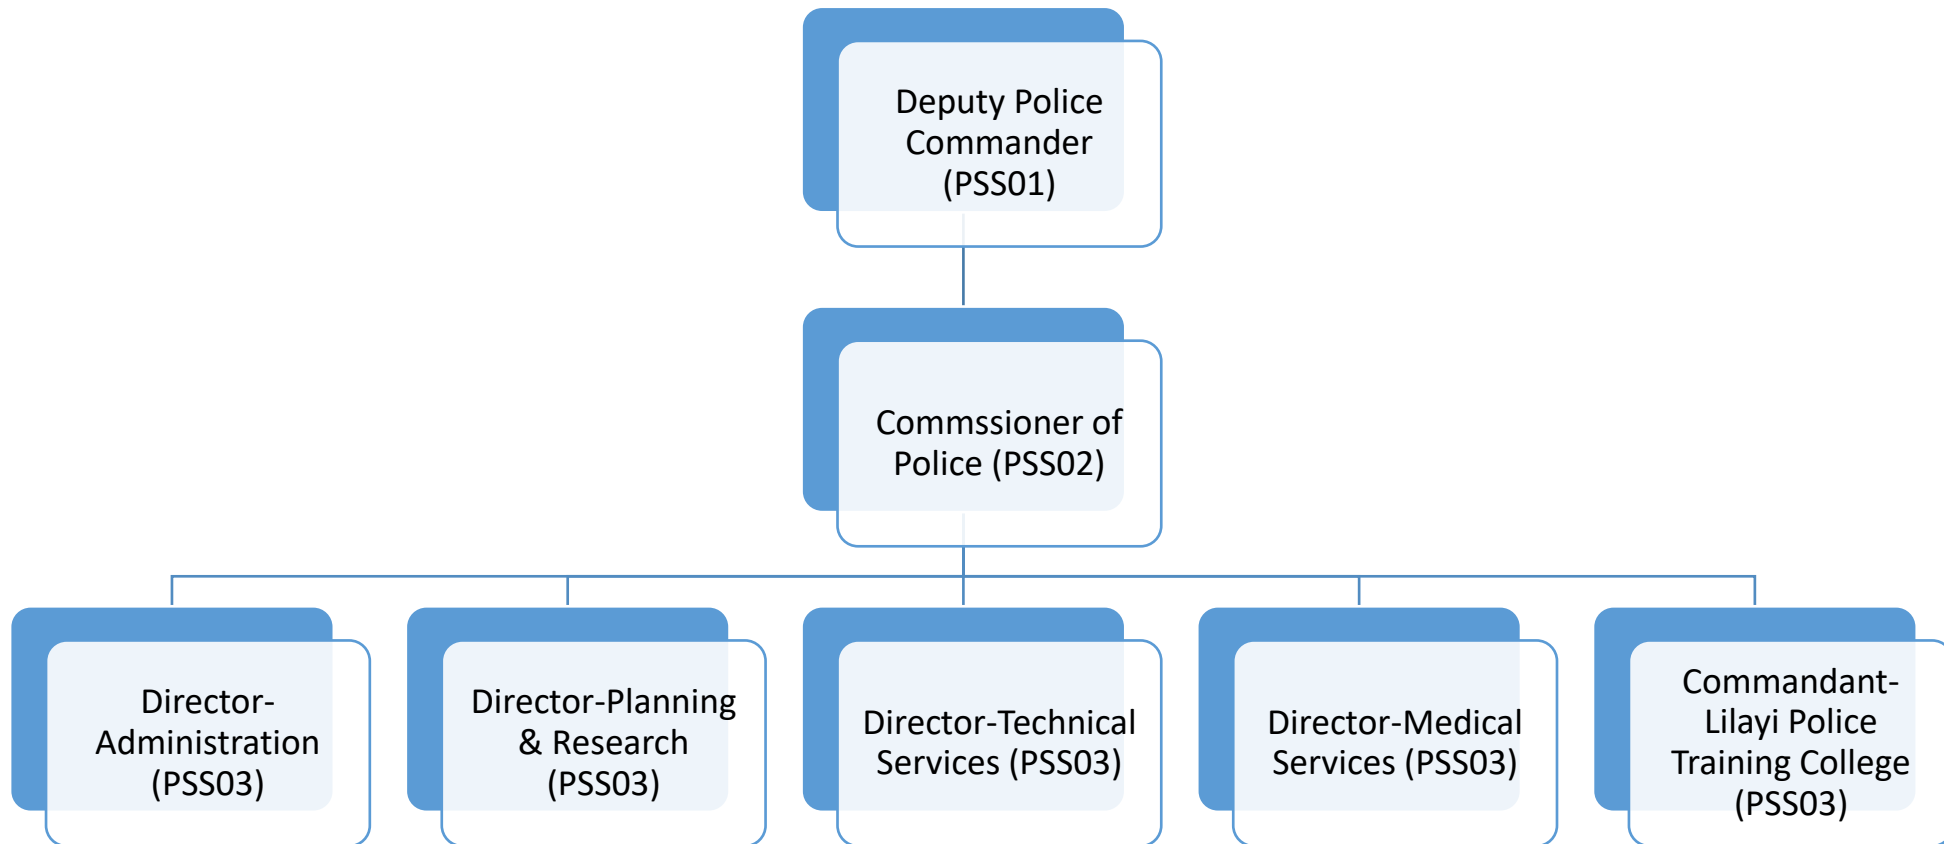 Deputy Police
Commander
(PSS01)
Commssioner of
Police (PSS02)
Director-
Administration
(PSS03)
Director-Planning
& Research
(PSS03)
Director-Technical
Services (PSS03)
Director-Medical
Services (PSS03)
Commandant-
Lilayi Police
Training College
(PSS03)